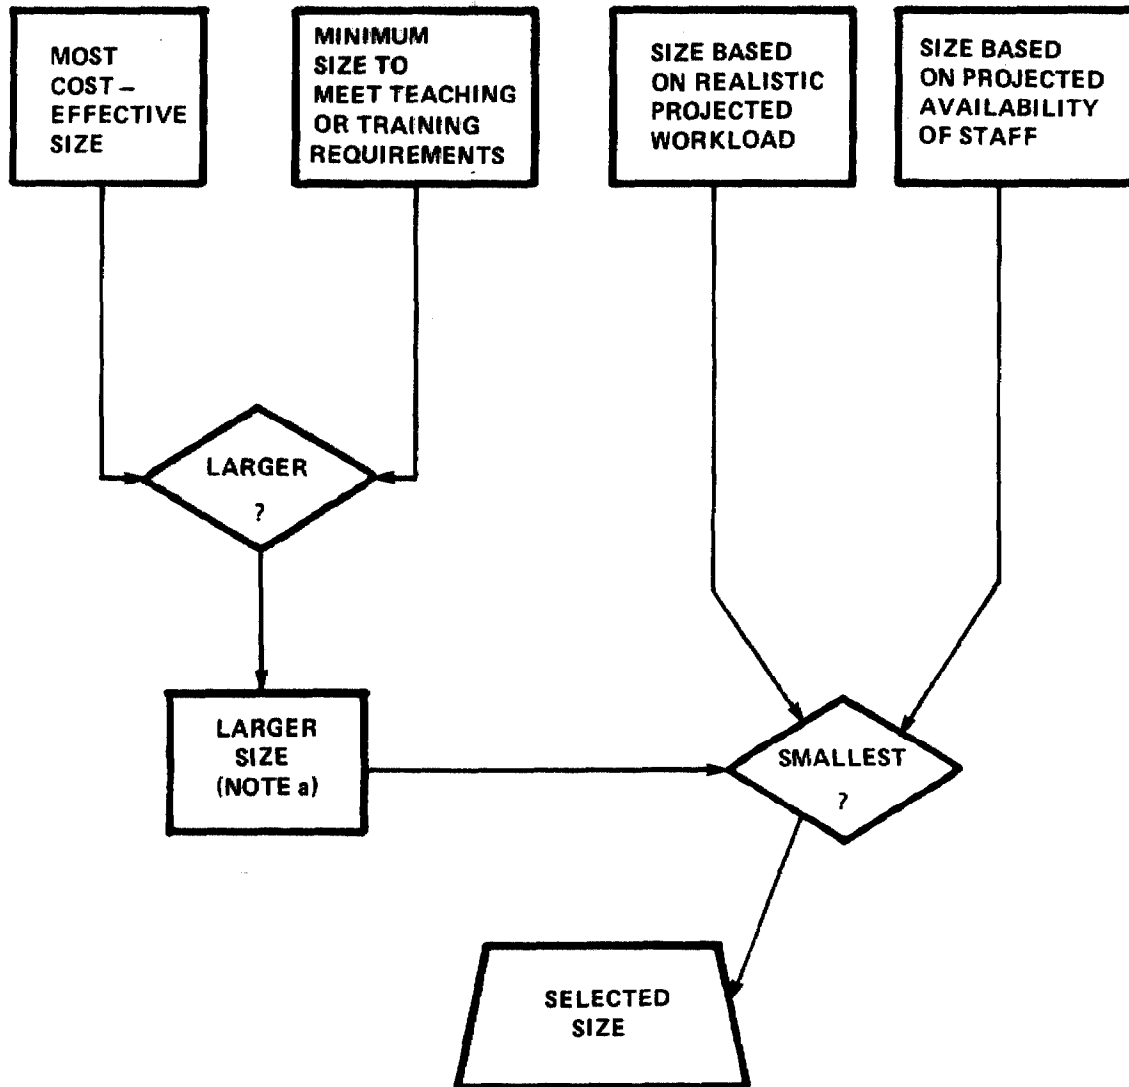 MOST
COST –
EFFECTIVE
SIZE
MINIMUM
SIZE TO
MEET TEACHING
OR TRAINING
REQUIREMENTS
SIZE BASED
ON REALISTIC
PROJECTED
WORKLOAD
SIZE BASED
ON PROJECTED
AVAILABILITY
OF STAFF
LARGER
?
LARGER
SIZE
(NOTE a)
SMALLEST
?
SELECTED
SIZE